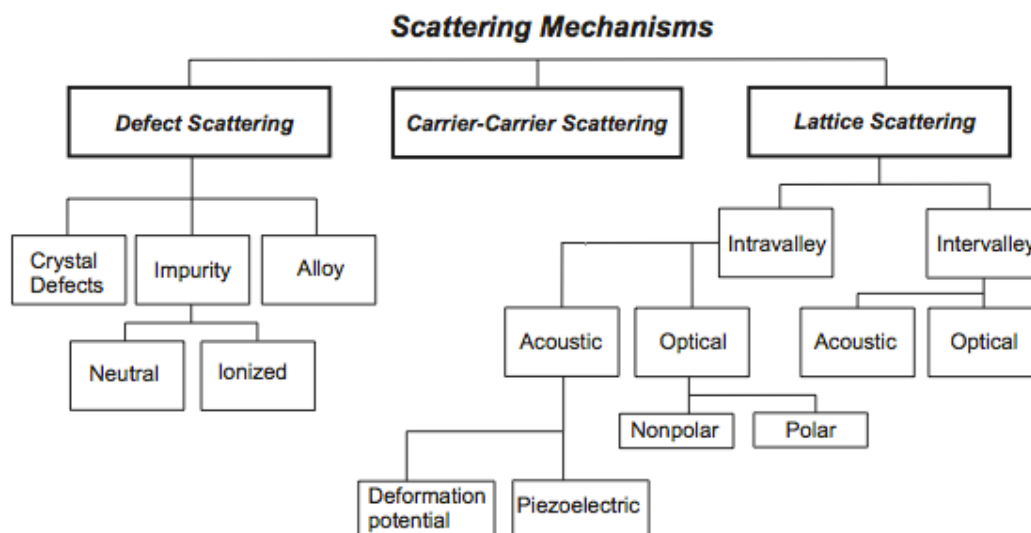 Scattering Mechanisms
Defect Scattering
Carrier-Carrier Scattering
Lattice Scattering
Intravalley
Intervalley
Crystal
Defects
Impurity
Alloy
Acoustic
Optical
Acoustic
Optical
Neutral
Ionized
Nonpolar
Polar
Deformation
potential
Piezoelectric